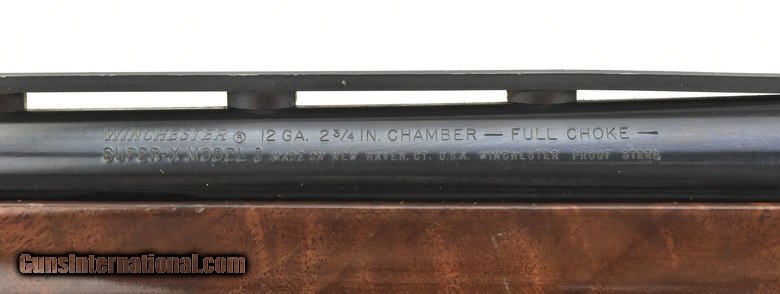 WINCHESTER ® 12 GA. 2 3/4 IN. CHAMBER — FULL CHOKE —
SUPER-X MODEL 1 MADE IN NEW HAVEN, CT. U.S.A. WINCHESTER PROOF STEEL
GunsInternational.com